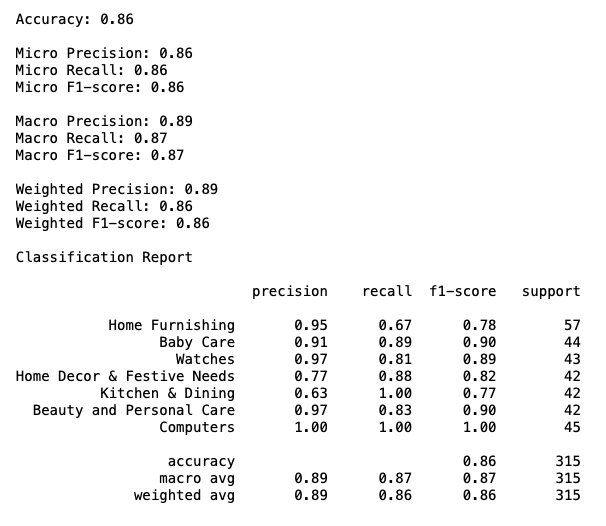 Accuracy: 0.86
Micro Precision: 0.86
Micro Recall: 0.86
Micro F1-score: 0.86
Macro Precision: 0.89
Macro Recall: 0.87
Macro F1-score: 0.87
Weighted Precision: 0.89
Weighted Recall: 0.86
Weighted F1-score: 0.86
Classification Report
precision recall f1-score support
Home Furnishing 0.95 0.67 0.78 57
Baby Care 0.91 0.89 0.90 44
Watches 0.97 0.81 0.89 43
Home Decor & Festive Needs 0.77 0.88 0.82 42
Kitchen & Dining 0.63 1.00 0.77 42
Beauty and Personal Care 0.97 0.83 0.90 42
Computers 1.00 1.00 1.00 45
accuracy 0.86 315
macro avg 0.89 0.87 0.87 315
weighted avg 0.89 0.86 0.86 315